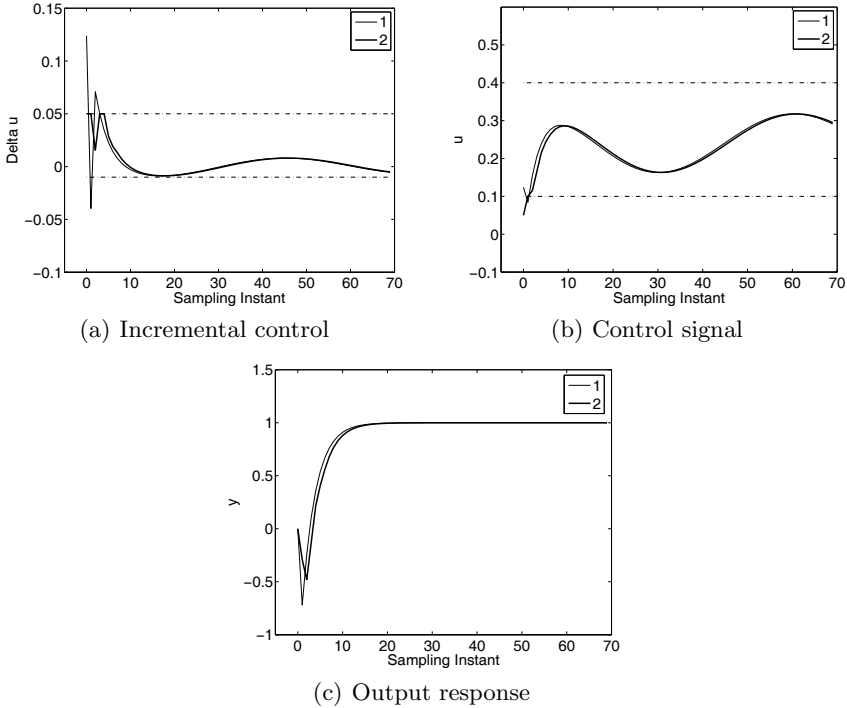 0.15
0.1
0.05
0
−0.05
−0.1
Delta u
1
2
0 10 20 30 40 50 60 70
Sampling Instant
(a) Incremental control
0.6
0.5
0.4
0.3
0.2
0.1
0
−0.1
u
1
2
0 10 20 30 40 50 60 70
Sampling Instant
(b) Control signal
1.5
1
0.5
0
−0.5
−1
y
1
2
0 10 20 30 40 50 60 70
Sampling Instant
(c) Output response